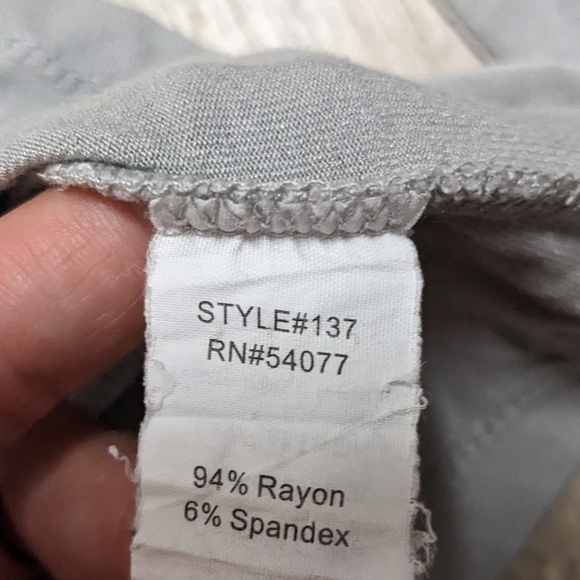 STYLE#137
RN#54077
94% Rayon
6% Spandex